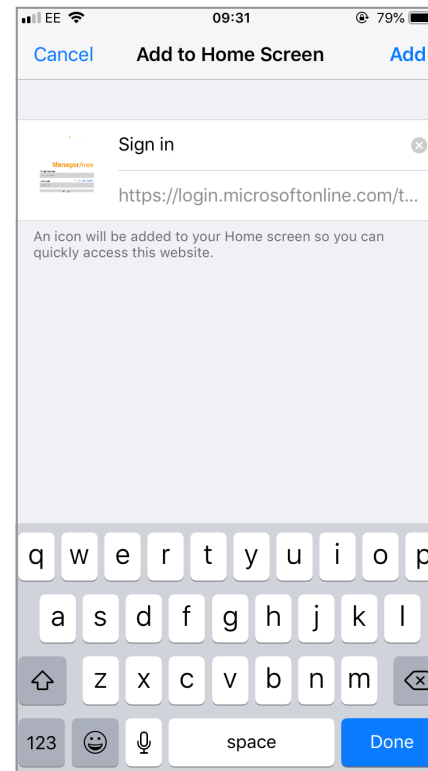 EE 09:31 79%
Cancel Add to Home Screen Add
Sign in
ManagerArea
https://login.microsoftonline.com/t...
An icon will be added to your Home screen so you can
quickly access this website.
q w e r t y u i o p
a s d f g h j k l
z x c v b n m
123 space Done